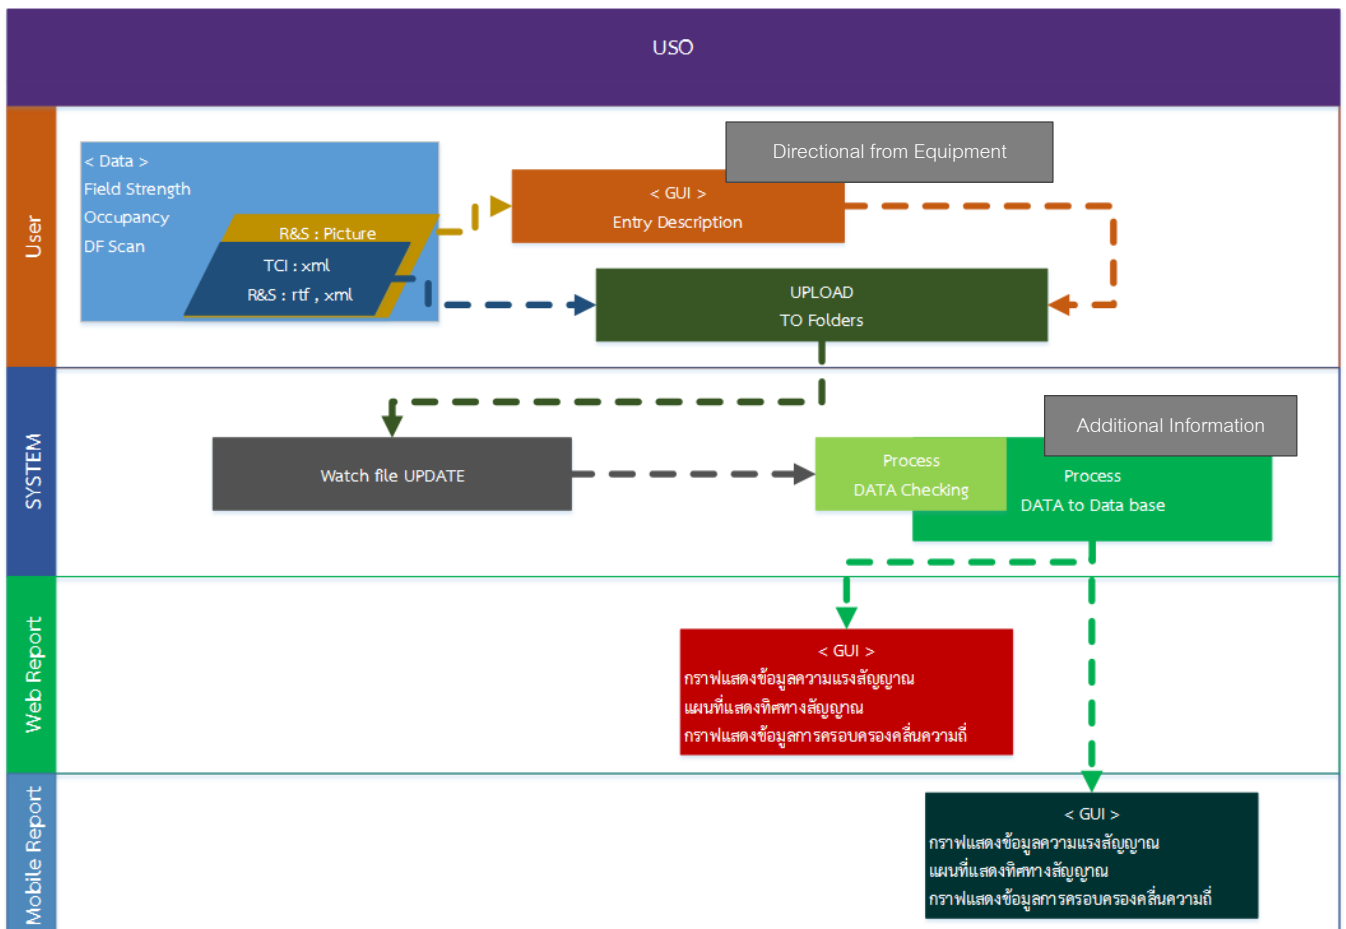 USO
User
< Data >
Field Strength
Occupancy
DF Scan
R&S : Picture
TCI : xml
R&S : rtf , xml
Directional from Equipment
< GUI >
Entry Description
UPLOAD
TO Folders
SYSTEM
Watch file UPDATE
Additional Information
Process
DATA Checking
Process
DATA to Data base
Web Report
< GUI >
กราฟแสดงข้อมูลความแรงสัญญาณ
แผนที่แสดงทิศทางสัญญาณ
กราฟแสดงข้อมูลการครอบครองคลื่นความถี่
Mobile Report
< GUI >
กราฟแสดงข้อมูลความแรงสัญญาณ
แผนที่แสดงทิศทางสัญญาณ
กราฟแสดงข้อมูลการครอบครองคลื่นความถี่